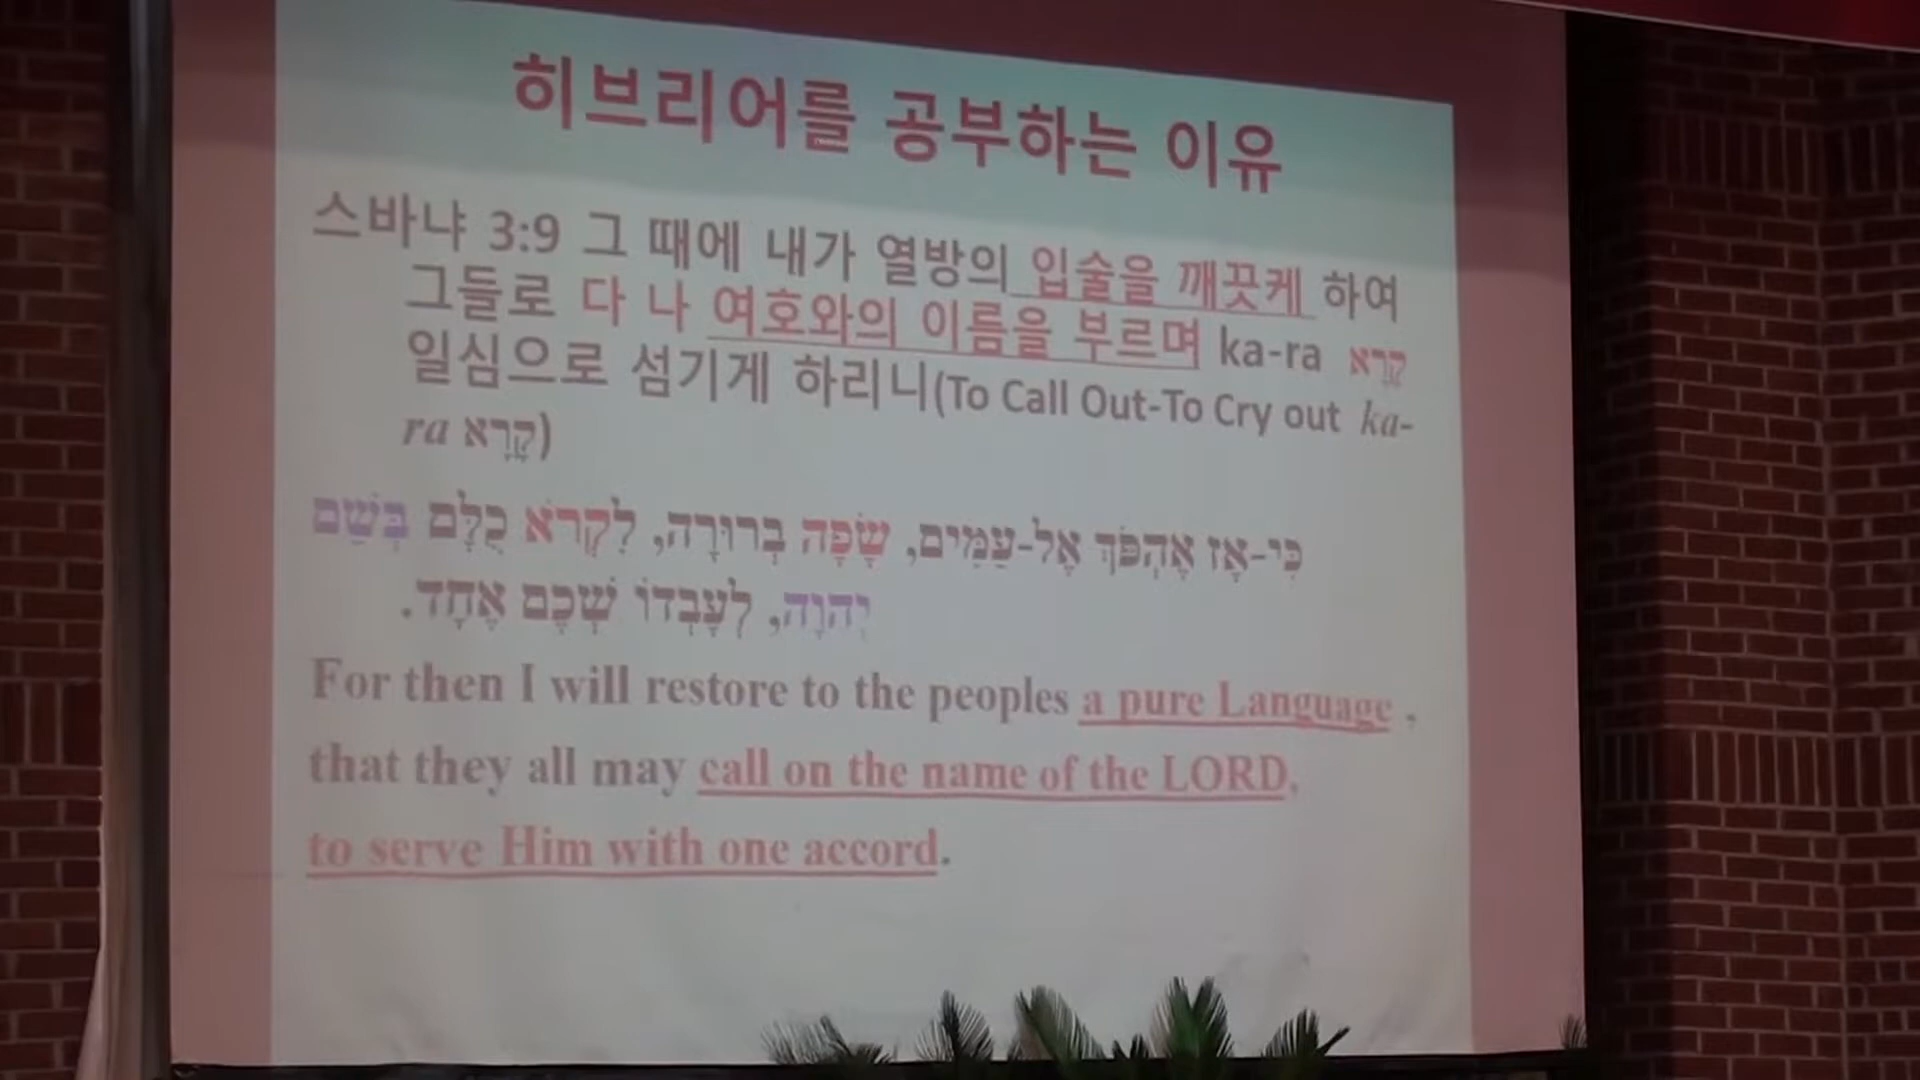 히브리어를 공부하는 이유
스바냐 3:9 그 때에 내가 열방의 입술을 깨끗케 하여
그들로 다 나 여호와의 이름을 부르며 ka-ra קָרָא
일심으로 섬기게 하리니(To Call Out-To Cry out ka-
ra קָרָא)
כִּי-אָז אֶהְפֹּךְ אֶל-עַמִּים, שָׂפָה בְרוּרָה, לִקְרֹא כֻלָּם בְּשֵׁם
יְהוָה, לְעָבְדוֹ שְׁכֶם אֶחָד.
For then I will restore to the peoples a pure Language ,
that they all may call on the name of the LORD,
to serve Him with one accord.